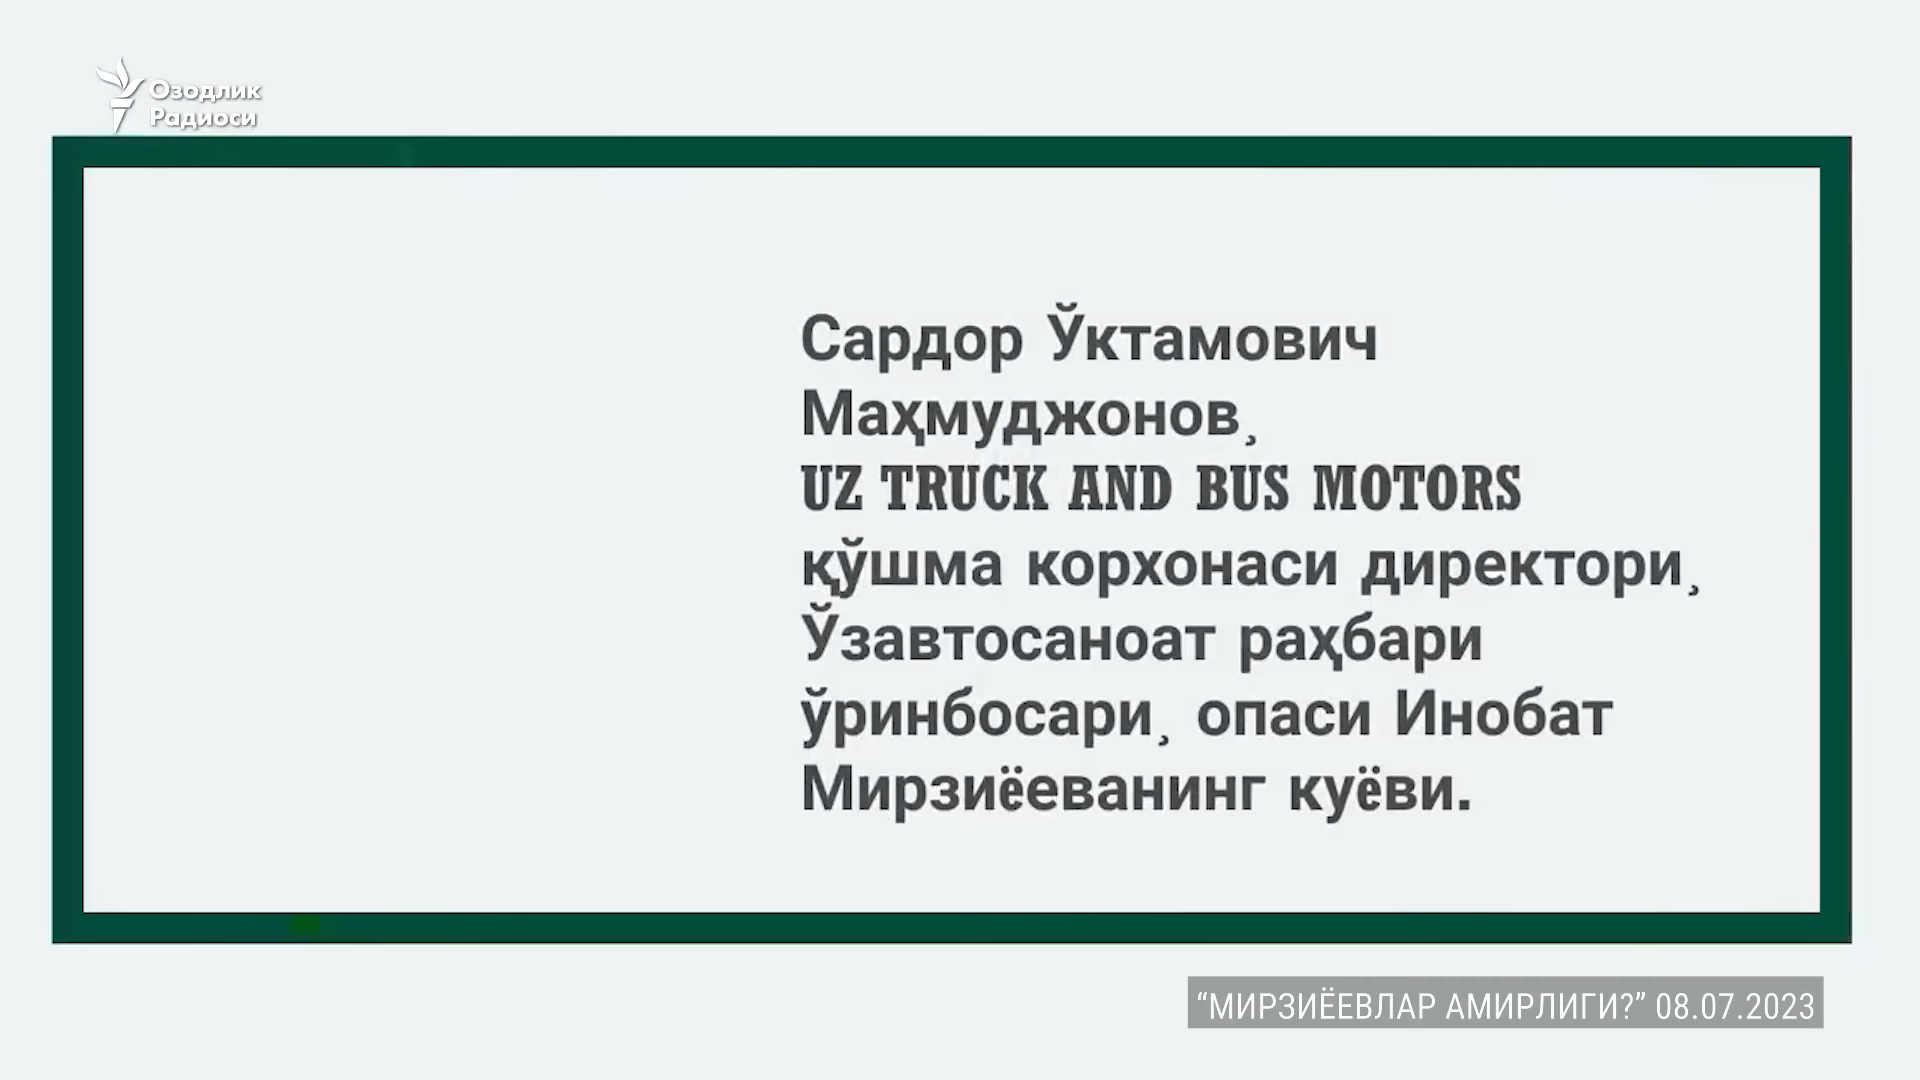 Озодлик
Радиоси
Сардор Ўктамович
Маҳмуджонов,
UZ TRUCK AND BUS MOTORS
қўшма корхонаси директори,
Ўзавтосаноат раҳбари
ўринбосари, опаси Инобат
Мирзиёеванинг куёви.
“МИРЗИЁЕВЛАР АМИРЛИГИ?” 08.07.2023